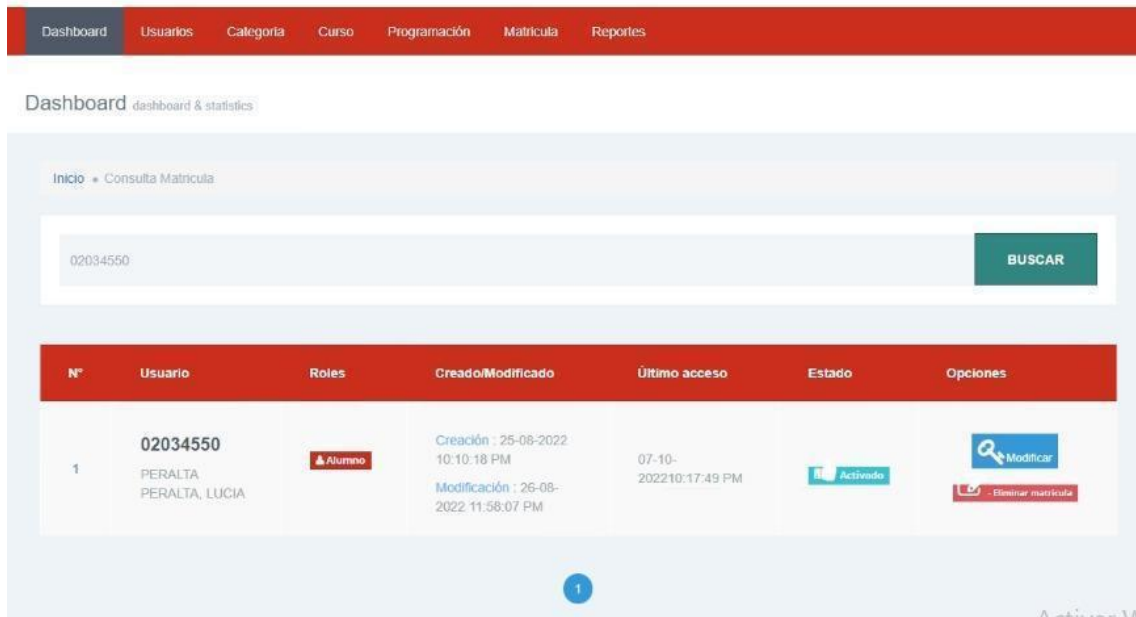 Dashboard Usuarios Categoria Curso Programación Matricula Reportes
Dashboard dashboard & statistics
Inicio • Consulta Matricula
02034550 BUSCAR
N° Usuario Roles Creado/Modificado Último acceso Estado Opciones
1
02034550
PERALTA
PERALTA, LUCIA
Alumno
Creación : 25-08-2022
10:10:18 PM
Modificación : 26-08-
2022 11:58:07 PM
07-10-
202210:17:49 PM
Activado
Modificar
- Eliminar matricula
1